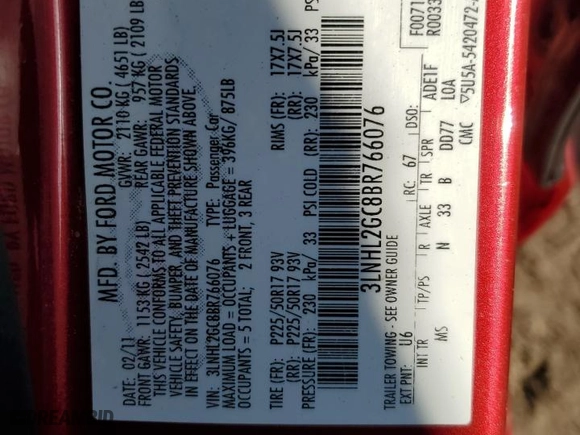 MFD. BY FORD MOTOR CO.
DATE: 02/11 GVWR: 2110 KG ( 4651 LB)
FRONT GAWR: 1153 KG ( 2542 LB) REAR GAWR: 957 KG ( 2109 LB)
THIS VEHICLE CONFORMS TO ALL APPLICABLE FEDERAL MOTOR
VEHICLE SAFETY, BUMPER, AND THEFT PREVENTION STANDARDS
IN EFFECT ON THE DATE OF MANUFACTURE SHOWN ABOVE.
VIN: 3LNHL2GC8BR766076 TYPE: Passenger Car
MAXIMUM LOAD = OCCUPANTS + LUGGAGE = 396KG/ 875LB
OCCUPANTS = 5 TOTAL; 2 FRONT, 3 REAR
TIRE (FR): P225/50R17 93V RIMS (FR): 17X7.5J
(RR): P225/50R17 93V (RR): 17X7.5J
PRESSURE (FR): 230 kPa/ 33 PSI COLD (RR): 230 kPa/ 33
3LNHL2GC8BR766076
TRAILER TOWING - SEE OWNER GUIDE
EXT PNT: U6 RC: 67 DSO:
F0071
R0033
INT TR TP/PS R AXLE TR SPR ADE1F
MS N 33 B DD77 LOA
CMC ▽5U5A-5420472-